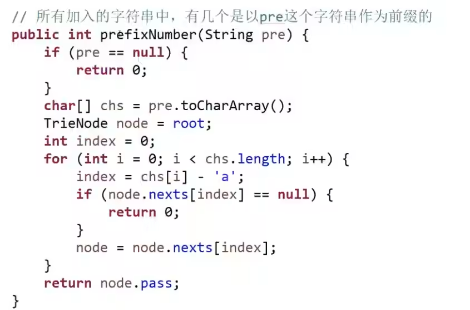 // 所有加入的字符串中，有几个是以pre这个字符串作为前缀的
public int prefixNumber(String pre) {
    if (pre == null) {
        return 0;
    }
    char[] chs = pre.toCharArray();
    TrieNode node = root;
    int index = 0;
    for (int i = 0; i < chs.length; i++) {
        index = chs[i] - 'a';
        if (node.nexts[index] == null) {
            return 0;
        }
        node = node.nexts[index];
    }
    return node.pass;
}